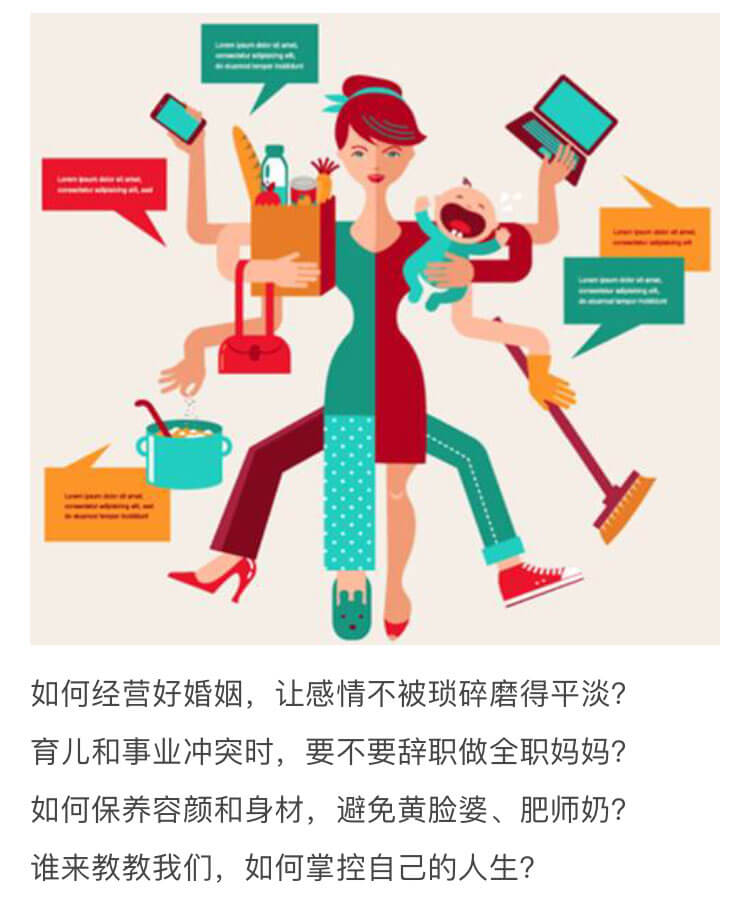 Lorem ipsum dolor sit amet,
consectetur adipisicing elit,
do eiusmod tempor incididunt
Lorem ipsum dolor sit amet,
consectetur adipisicing elit, sed
Lorem ipsum dolor sit amet,
consectetur adipisicing elit,
Lorem ipsum dolor sit amet,
consectetur adipisicing elit,
do eiusmod tempor incididunt
Lorem ipsum dolor sit amet,
consectetur adipisicing elit, sed
do eiusmod tempor incididunt
如何经营好婚姻，让感情不被琐碎磨得平淡？
育儿和事业冲突时，要不要辞职做全职妈妈？
如何保养容颜和身材，避免黄脸婆、肥师奶？
谁来教教我们，如何掌控自己的人生？